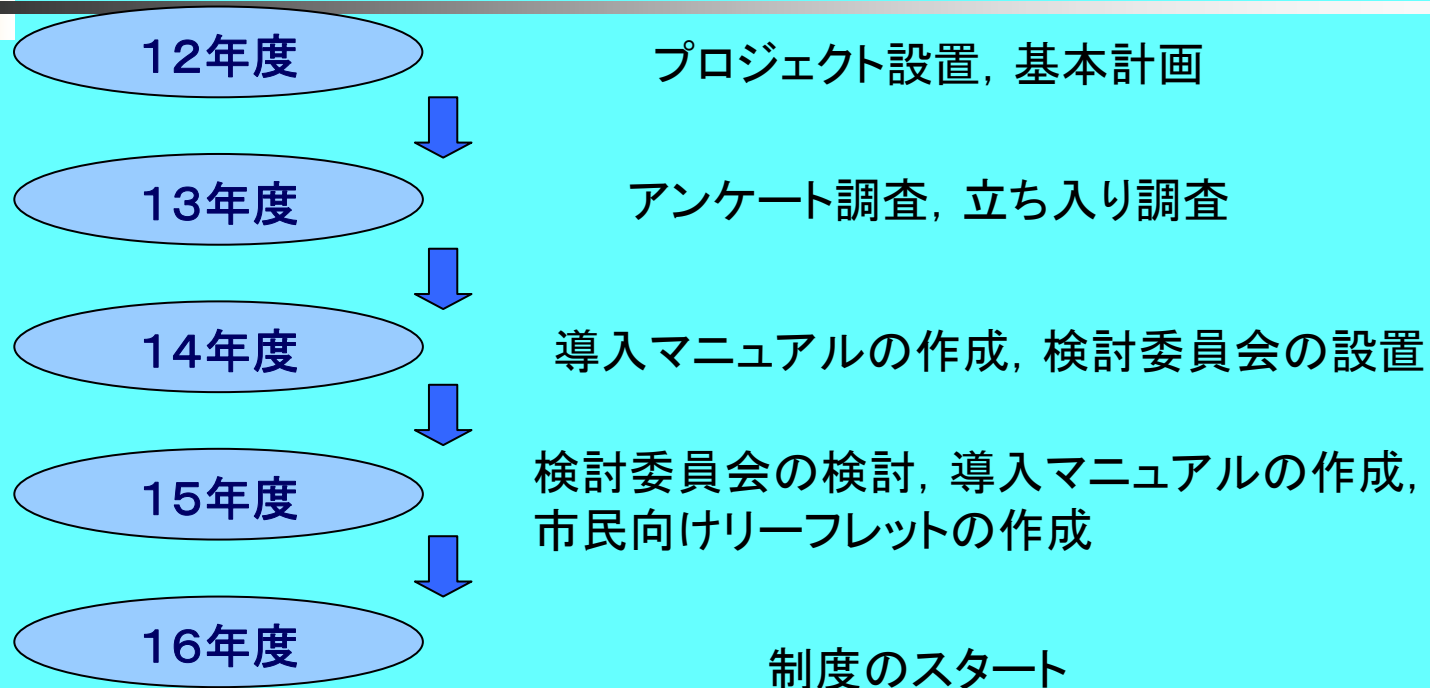 12年度
プロジェクト設置,基本計画
13年度
アンケート調査,立ち入り調査
14年度
導入マニュアルの作成,検討委員会の設置
15年度
検討委員会の検討,導入マニュアルの作成,
市民向けリーフレットの作成
16年度
制度のスタート